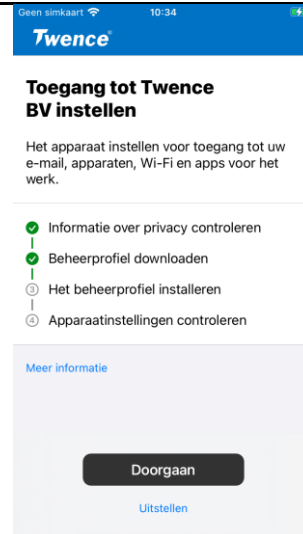 Geen simkaart 10:34
Twence®
Toegang tot Twence
BV instellen
Het apparaat instellen voor toegang tot uw
e-mail, apparaten, Wi-Fi en apps voor het
werk.
Informatie over privacy controleren
Beheerprofiel downloaden
3 Het beheerprofiel installeren
4 Apparaatinstellingen controleren
Meer informatie
Doorgaan
Uitstellen